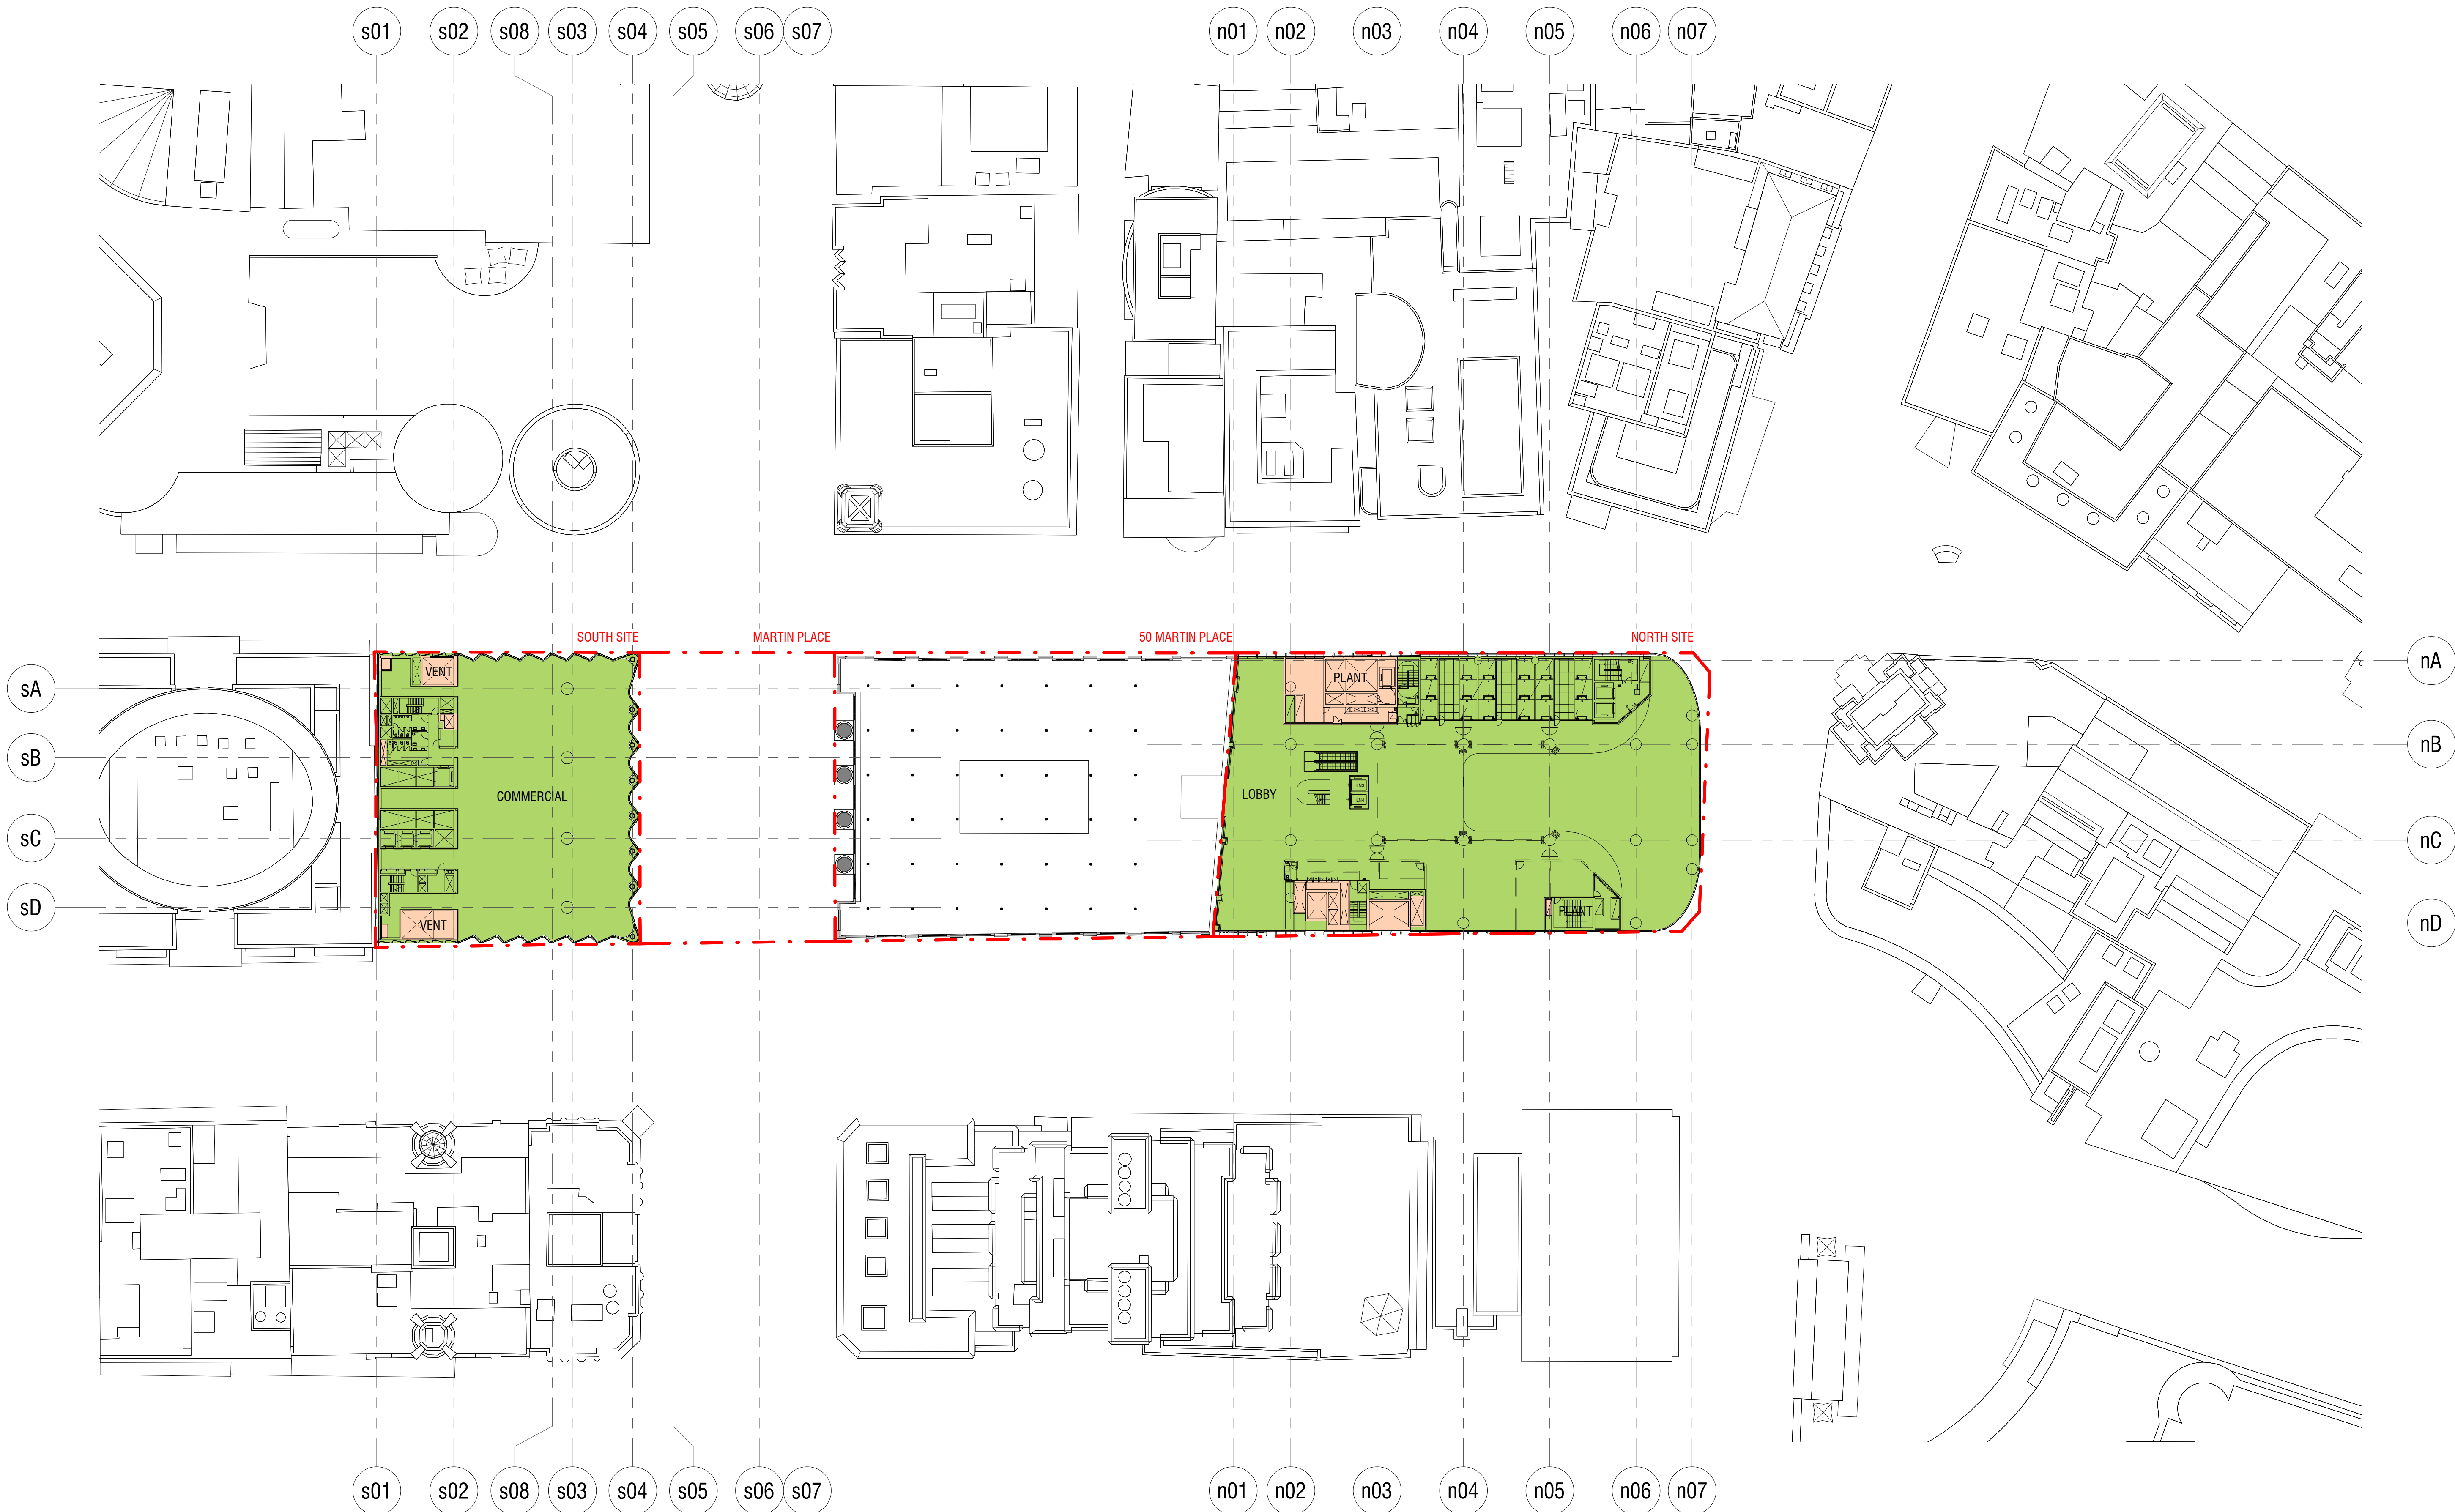 s01 s02 s08 s03 s04 s05 s06 s07 n01 n02 n03 n04 n05 n06 n07
SOUTH SITE MARTIN PLACE 50 MARTIN PLACE NORTH SITE
nA
VENT
PLANT
sA
nB
sB
LN3
COMMERCIAL
LOBBY
LN4
sC
nC
sD
PLANT
nD
VENT
s01 s02 s08 s03 s04 s05 s06 s07 n01 n02 n03 n04 n05 n06 n07